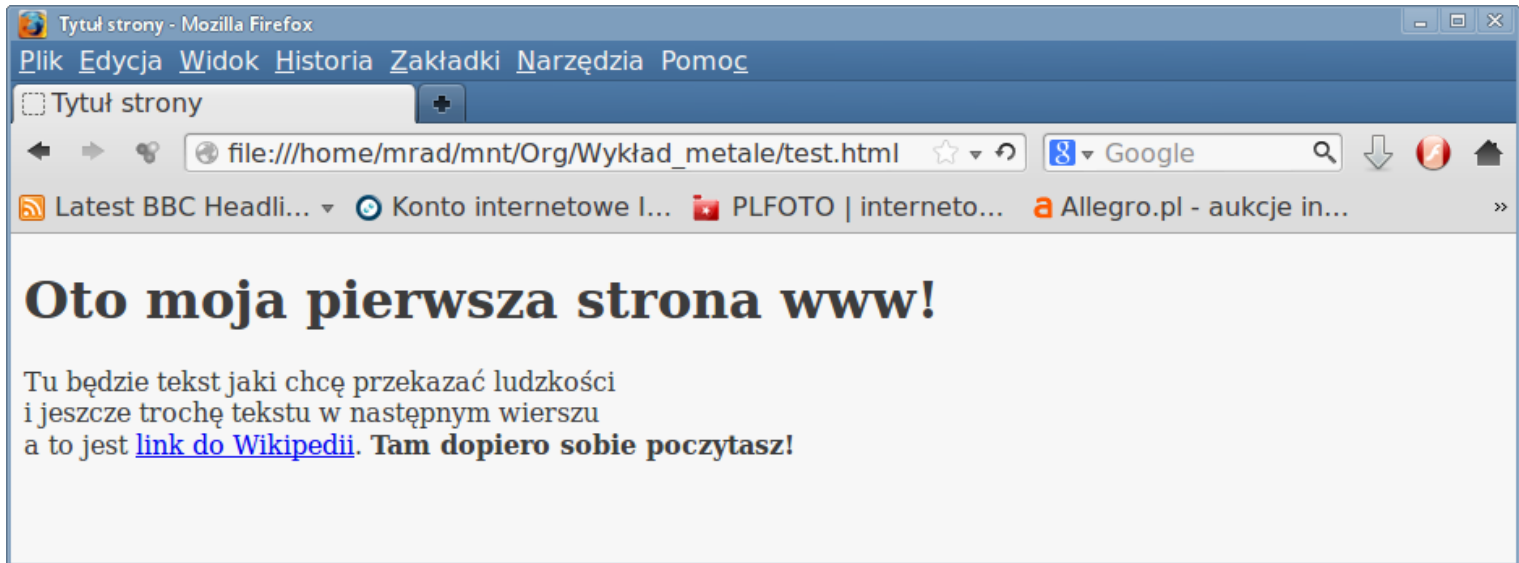 Tytuł strony - Mozilla Firefox
Plik Edycja Widok Historia Zakładki Narzędzia Pomoc
Tytuł strony
file:///home/mrad/mnt/Org/Wykład_metale/test.html 8 Google
Latest BBC Headli... Konto internetowe I... PLFOTO | interneto... a Allegro.pl - aukcje in... »
Oto moja pierwsza strona www!
Tu będzie tekst jaki chcę przekazać ludzkości
i jeszcze trochę tekstu w następnym wierszu
a to jest link do Wikipedii. Tam dopiero sobie poczytasz!